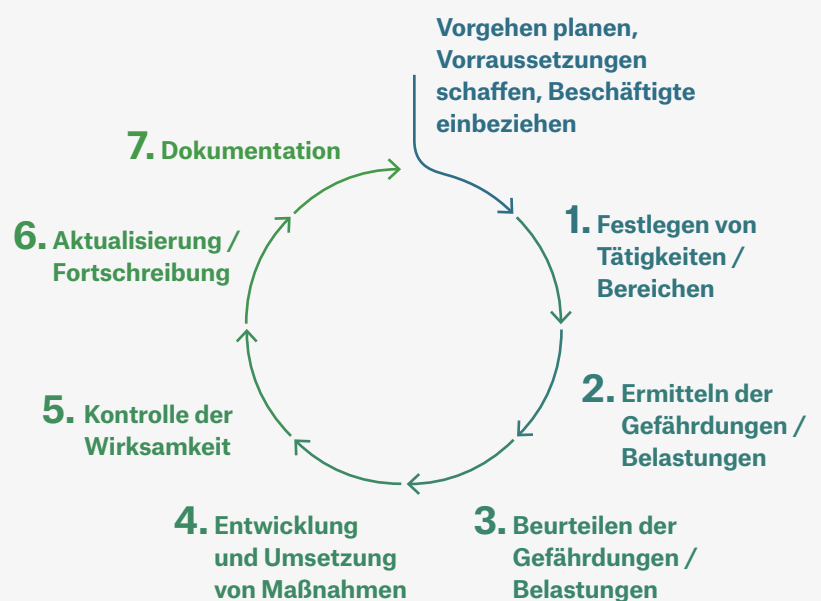 Vorgehen planen,
Vorraussetzungen
schaffen, Beschäftigte
einbeziehen
1. Festlegen von
Tätigkeiten /
Bereichen
2. Ermitteln der
Gefährdungen /
Belastungen
3. Beurteilen der
Gefährdungen /
Belastungen
4. Entwicklung
und Umsetzung
von Maßnahmen
5. Kontrolle der
Wirksamkeit
6. Aktualisierung /
Fortschreibung
7. Dokumentation